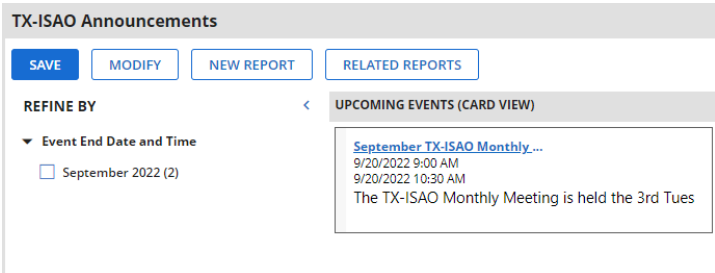 TX-ISAO Announcements
SAVE MODIFY NEW REPORT RELATED REPORTS
REFINE BY
UPCOMING EVENTS (CARD VIEW)
Event End Date and Time
September 2022 (2)
September TX-ISAO Monthly ...
9/20/2022 9:00 AM
9/20/2022 10:30 AM
The TX-ISAO Monthly Meeting is held the 3rd Tues